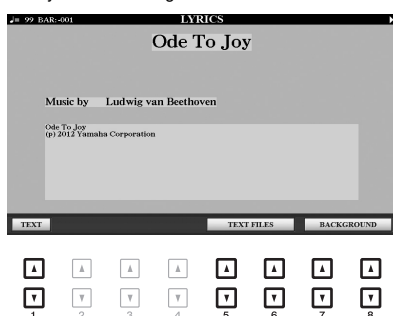 ♩= 99 BAR:-001 LYRICS
Ode To Joy
Music by Ludwig van Beethoven
Ode To Joy
(p) 2012 Yamaha Corporation
TEXT TEXT FILES BACKGROUND
1 2 3 4 5 6 7 8